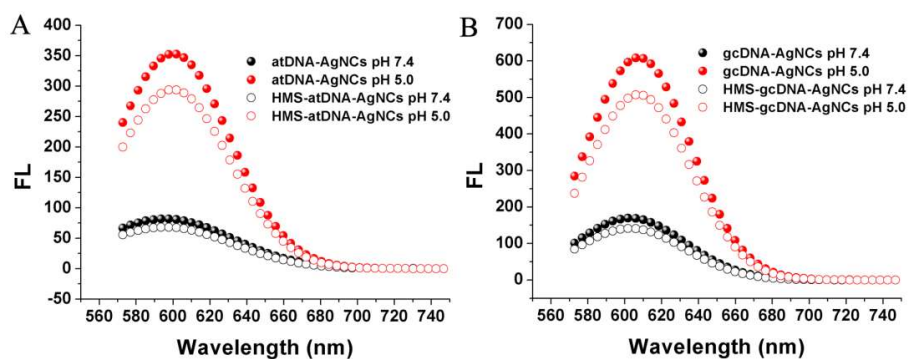 A
FL
400
350
300
250
200
150
100
50
0
-50
atDNA-AgNCs pH 7.4
atDNA-AgNCs pH 5.0
HMS-atDNA-AgNCs pH 7.4
HMS-atDNA-AgNCs pH 5.0
560 580 600 620 640 660 680 700 720 740
Wavelength (nm)
B
FL
700
600
500
400
300
200
100
0
gcDNA-AgNCs pH 7.4
gcDNA-AgNCs pH 5.0
HMS-gcDNA-AgNCs pH 7.4
HMS-gcDNA-AgNCs pH 5.0
560 580 600 620 640 660 680 700 720 740
Wavelength (nm)